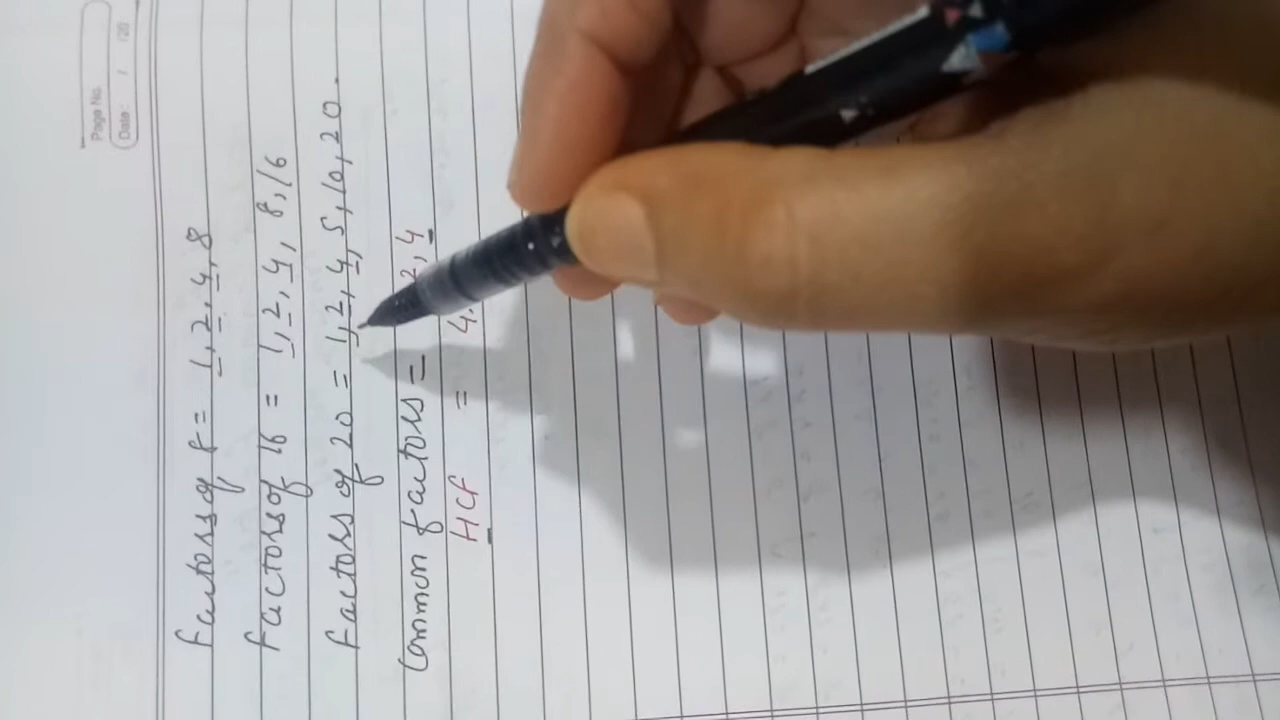 Page No.
Date: / /20
Factors of 8 = 1, 2, 4, 8
Factors of 16 = 1, 2, 4, 8, 16
Factors of 20 = 1, 2, 4, 5, 10, 20.
Common factors = 2, 4
HCF = 4.